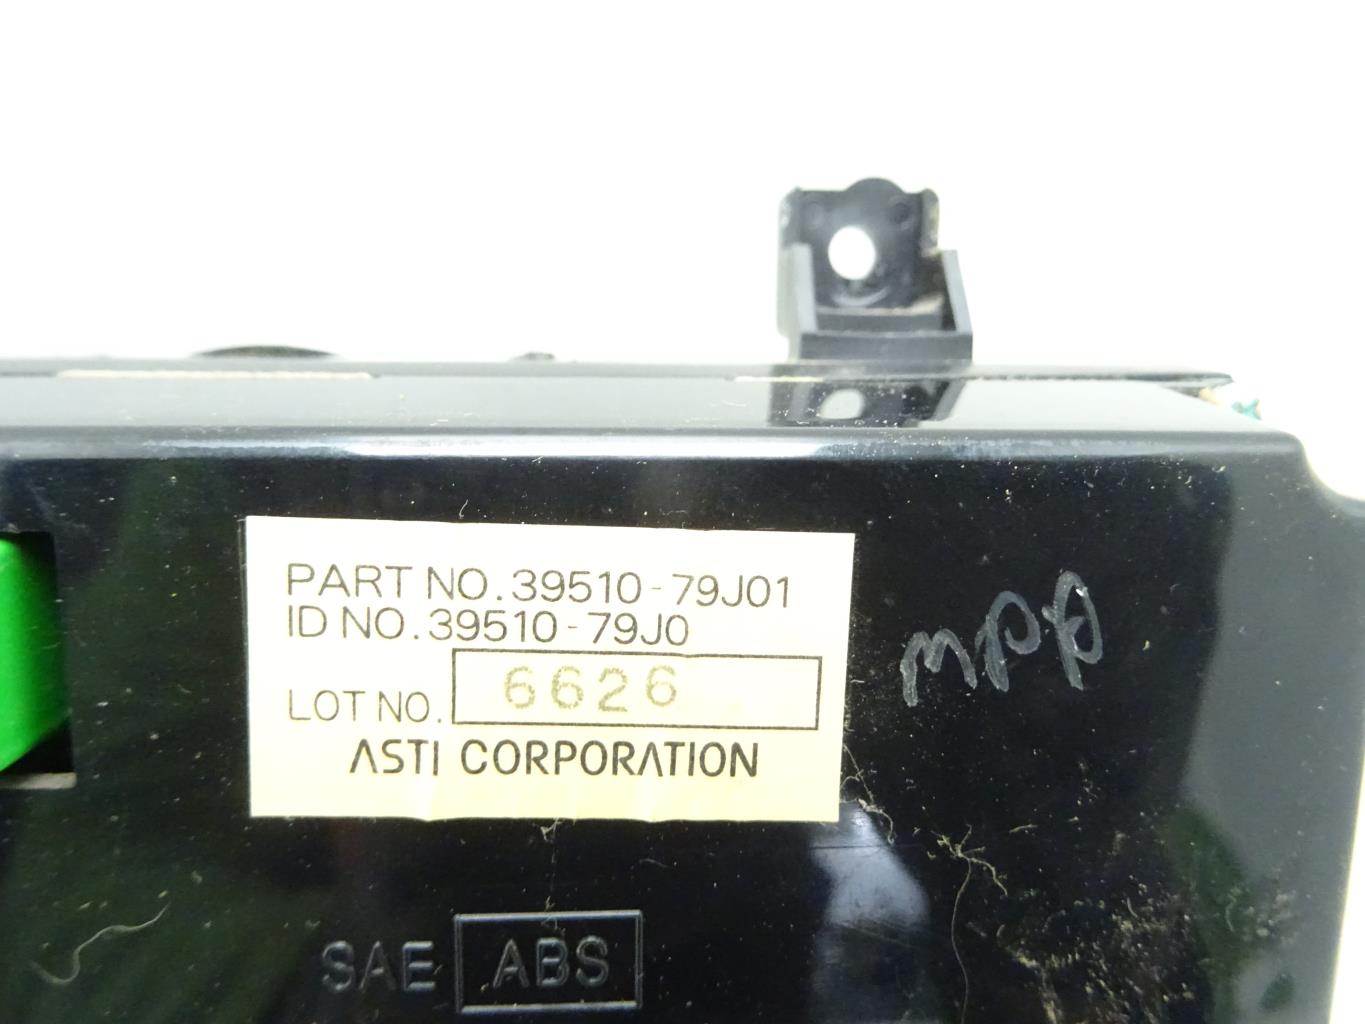 PART NO. 39510-79J01
ID NO. 39510-79J0
LOT NO. 6626
ASTI CORPORATION
SAE ABS